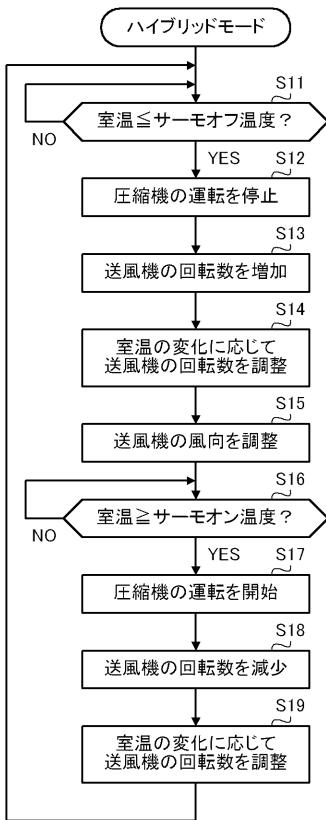 ハイブリッドモード
S11
室温≦サーモオフ温度？
NO
YES
S12
圧縮機の運転を停止
S13
送風機の回転数を増加
S14
室温の変化に応じて
送風機の回転数を調整
S15
送風機の風向を調整
S16
室温≧サーモオン温度？
NO
YES
S17
圧縮機の運転を開始
S18
送風機の回転数を減少
S19
室温の変化に応じて
送風機の回転数を調整